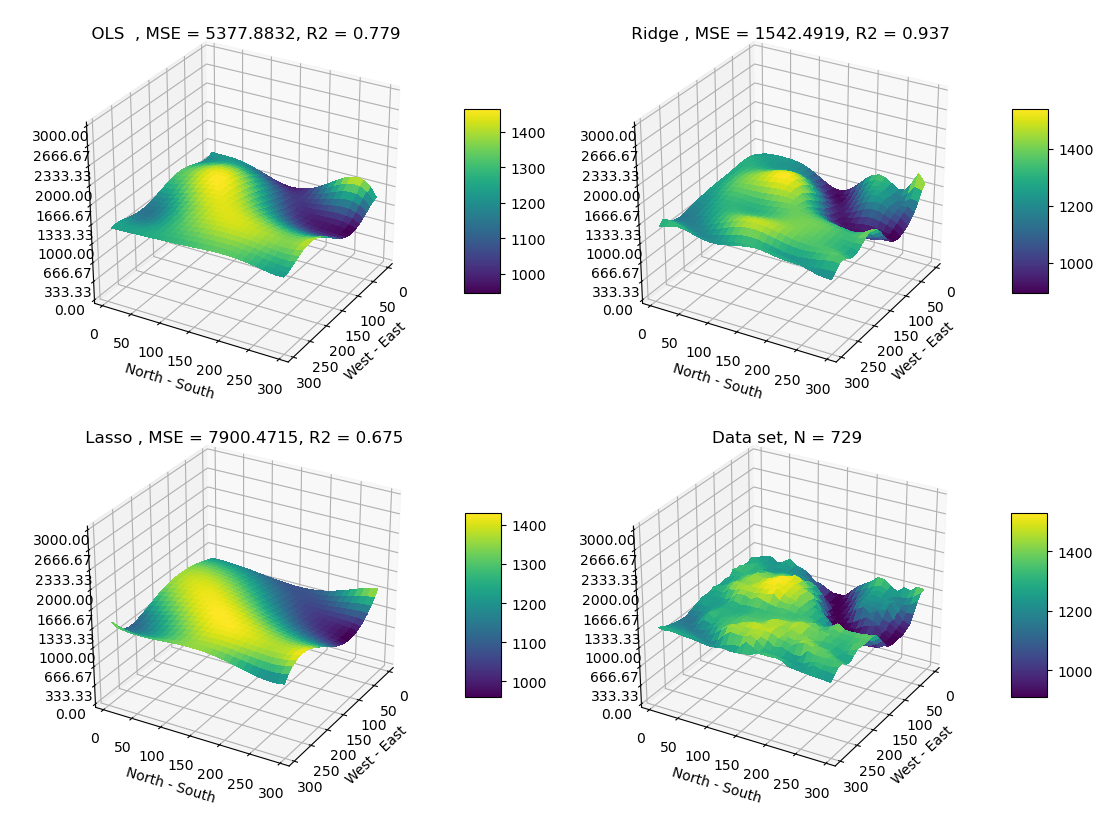 OLS , MSE = 5377.8832, R2 = 0.779
3000.00
2666.67
2333.33
2000.00
1666.67
1333.33
1000.00
666.67
333.33
0.00
0 50 100 150 200 250 300
North - South
0 50 100 150 200 250 300
West - East
1400
1300
1200
1100
1000
Ridge , MSE = 1542.4919, R2 = 0.937
3000.00
2666.67
2333.33
2000.00
1666.67
1333.33
1000.00
666.67
333.33
0.00
0 50 100 150 200 250 300
North - South
0 50 100 150 200 250 300
West - East
1400
1200
1000
Lasso , MSE = 7900.4715, R2 = 0.675
3000.00
2666.67
2333.33
2000.00
1666.67
1333.33
1000.00
666.67
333.33
0.00
0 50 100 150 200 250 300
North - South
0 50 100 150 200 250 300
West - East
1400
1300
1200
1100
1000
Data set, N = 729
3000.00
2666.67
2333.33
2000.00
1666.67
1333.33
1000.00
666.67
333.33
0.00
0 50 100 150 200 250 300
North - South
0 50 100 150 200 250 300
West - East
1400
1200
1000